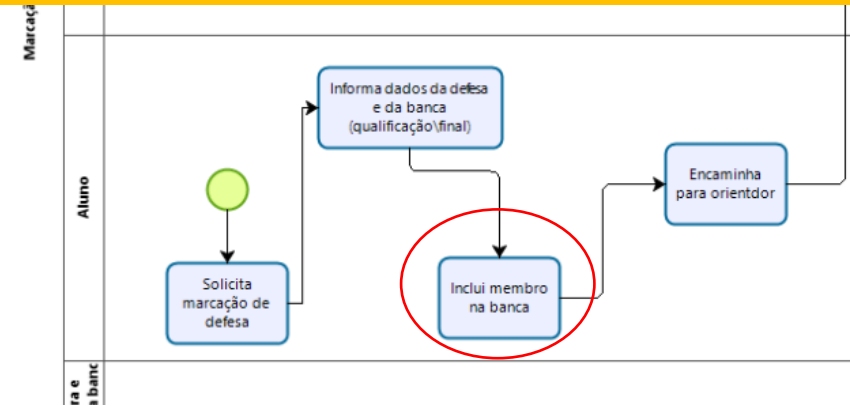 Marcaçã
Aluno
Informa dados da defesa
e da banca
(qualificação\final)
Encaminha
para orientdor
Solicita
marcação de
defesa
Inclui membro
na banca
ra e
a banc